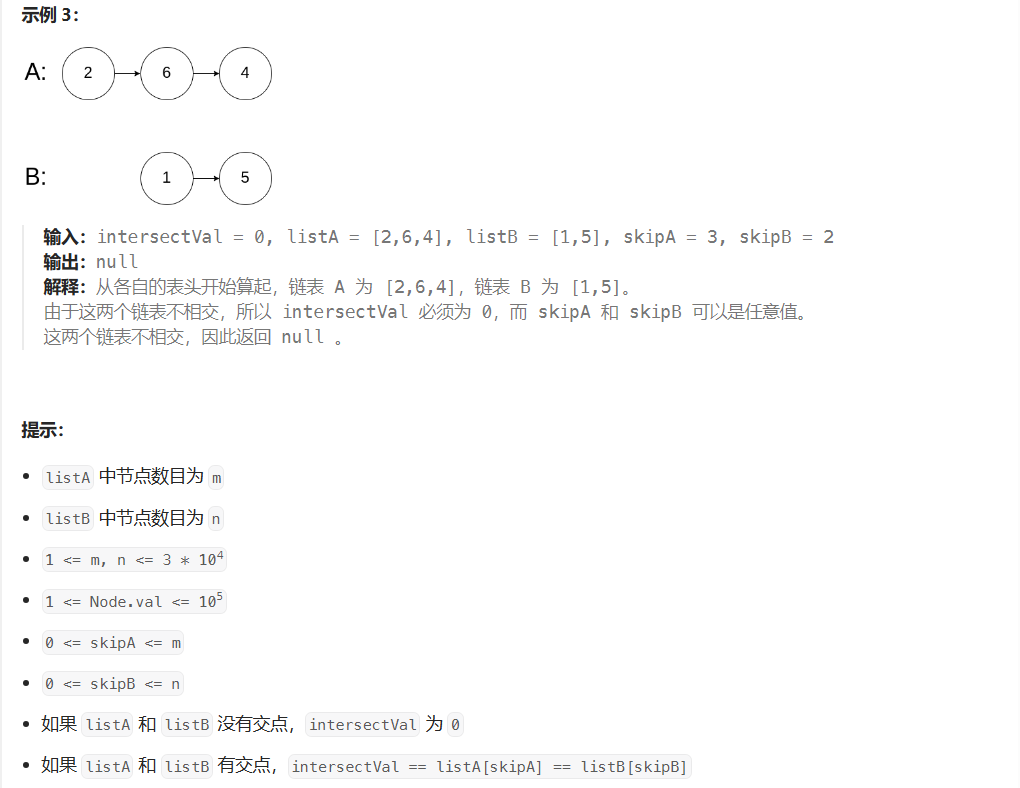 示例 3：
A: 2 6 4
B: 1 5
输入：intersectVal = 0, listA = [2,6,4], listB = [1,5], skipA = 3, skipB = 2
输出：null
解释：从各自的表头开始算起，链表 A 为 [2,6,4]，链表 B 为 [1,5]。
由于这两个链表不相交，所以 intersectVal 必须为 0，而 skipA 和 skipB 可以是任意值。
这两个链表不相交，因此返回 null 。
提示：
listA 中节点数目为 m
listB 中节点数目为 n
1 <= m, n <= 3 * 10⁴
1 <= Node.val <= 10⁵
0 <= skipA <= m
0 <= skipB <= n
如果 listA 和 listB 没有交点，intersectVal 为 0
如果 listA 和 listB 有交点，intersectVal == listA[skipA] == listB[skipB]